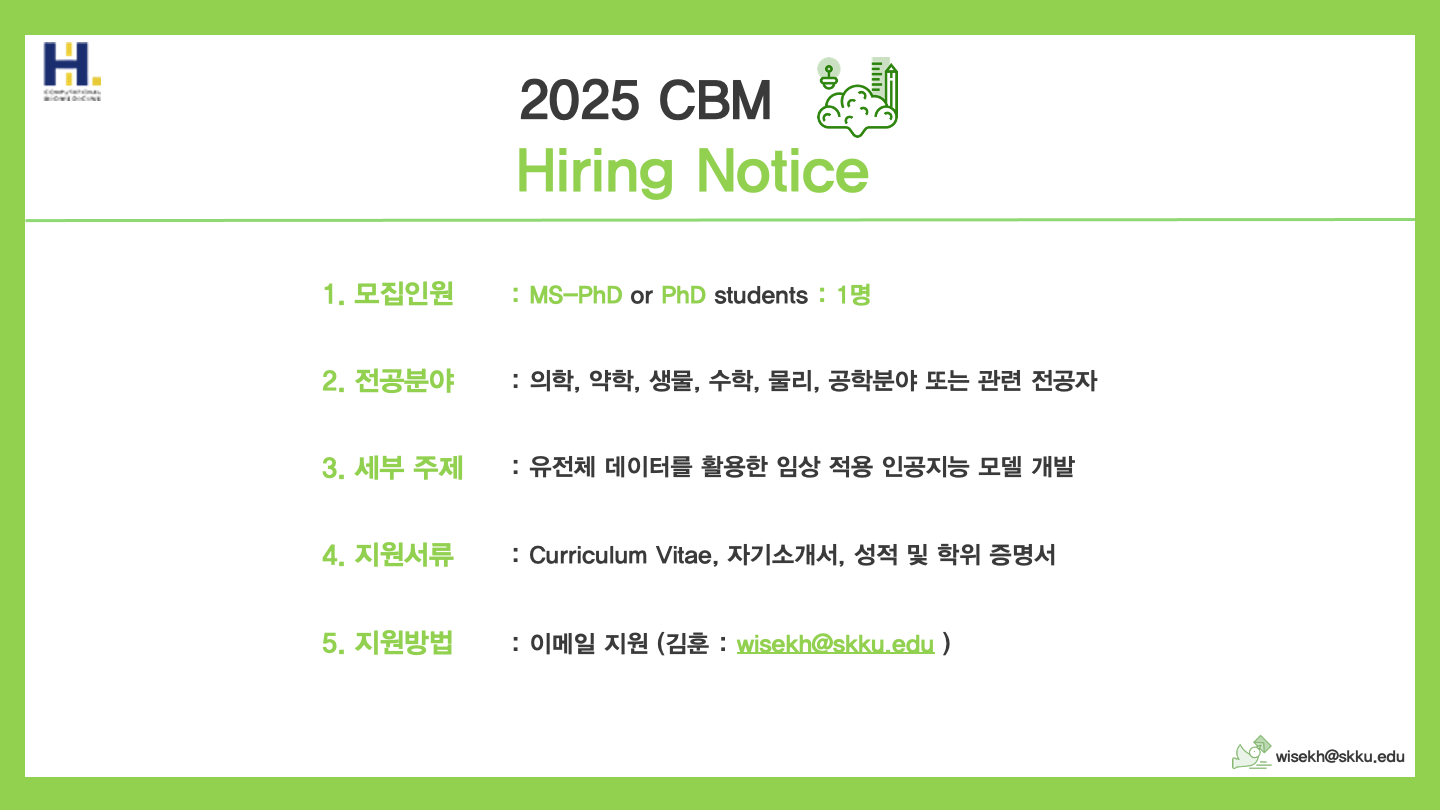 H.
COMPUTATIONAL
BIOMEDICINE
2025 CBM
Hiring Notice
1. 모집인원 : MS-PhD or PhD students : 1명
2. 전공분야 : 의학, 약학, 생물, 수학, 물리, 공학분야 또는 관련 전공자
3. 세부 주제 : 유전체 데이터를 활용한 임상 적용 인공지능 모델 개발
4. 지원서류 : Curriculum Vitae, 자기소개서, 성적 및 학위 증명서
5. 지원방법 : 이메일 지원 (김훈 : wisekh@skku.edu )
wisekh@skku.edu